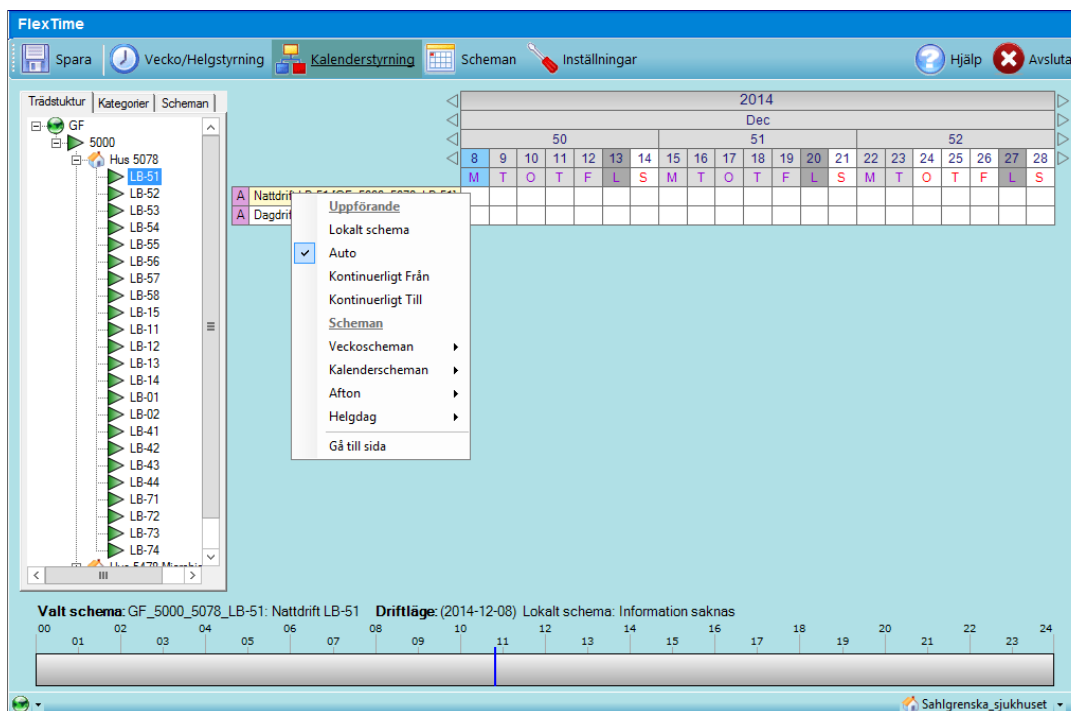 FlexTime
Spara Vecko/Helgstyrning Kalenderstyrning Scheman Inställningar Hjälp Avsluta
Trädstuktur Kategorier Scheman
GF
5000
Hus 5078
LB-51
LB-52
LB-53
LB-54
LB-55
LB-56
LB-57
LB-58
LB-15
LB-11
LB-12
LB-13
LB-14
LB-01
LB-02
LB-41
LB-42
LB-43
LB-44
LB-71
LB-72
LB-73
LB-74
2014
Dec
50 51 52
8 9 10 11 12 13 14 15 16 17 18 19 20 21 22 23 24 25 26 27 28
M T O T F L S M T O T F L S M T O T F L S
A Nattdrift
A Dagdrif
Uppförande
Lokalt schema
Auto
Kontinuerligt Från
Kontinuerligt Till
Scheman
Veckoscheman
Kalenderscheman
Afton
Helgdag
Gå till sida
Valt schema: GF_5000_5078_LB-51: Nattdrift LB-51 Driftläge: (2014-12-08) Lokalt schema: Information saknas
00 02 04 06 08 10 12 14 16 18 20 22 24
01 03 05 07 09 11 13 15 17 19 21 23
Sahlgrenska_sjukhuset